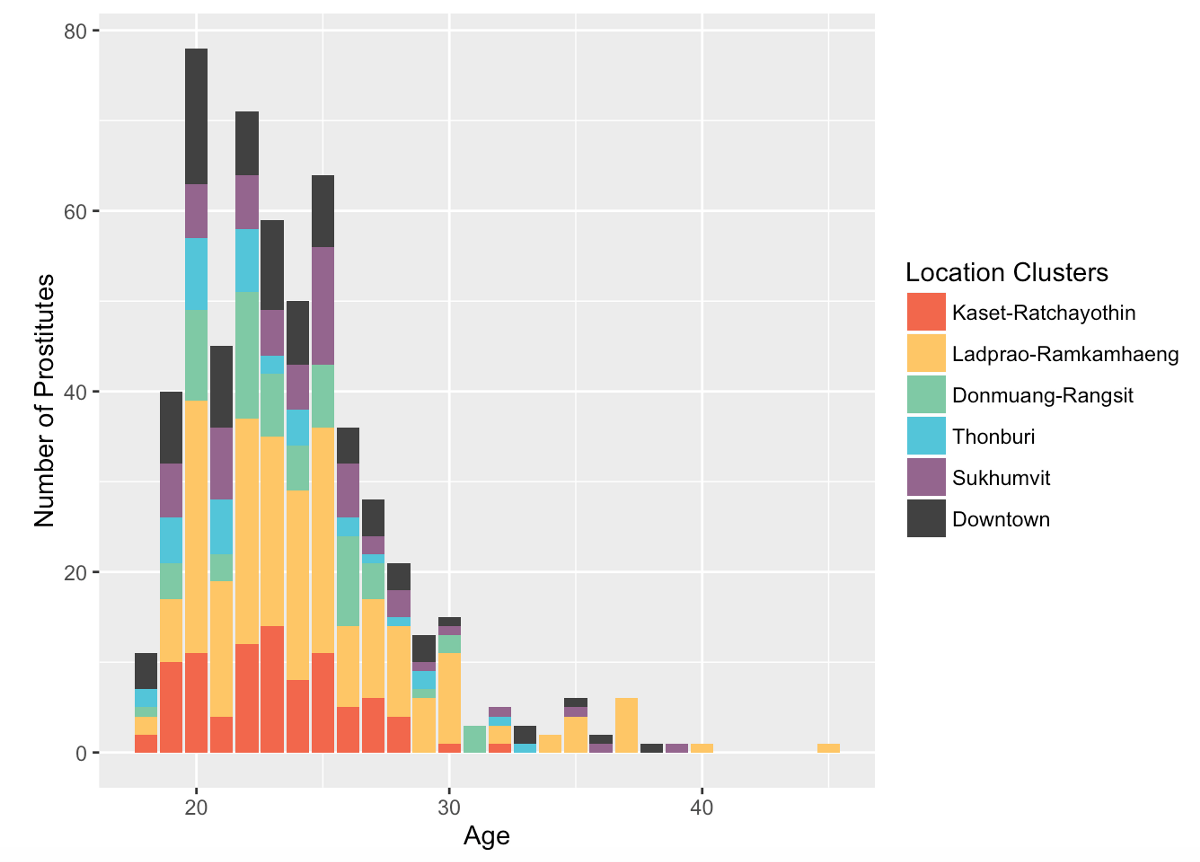 80
60
40
20
0
Number of Prostitutes
20
30
40
Age
Location Clusters
Kaset-Ratchayothin
Ladprao-Ramkamhaeng
Donmuang-Rangsit
Thonburi
Sukhumvit
Downtown